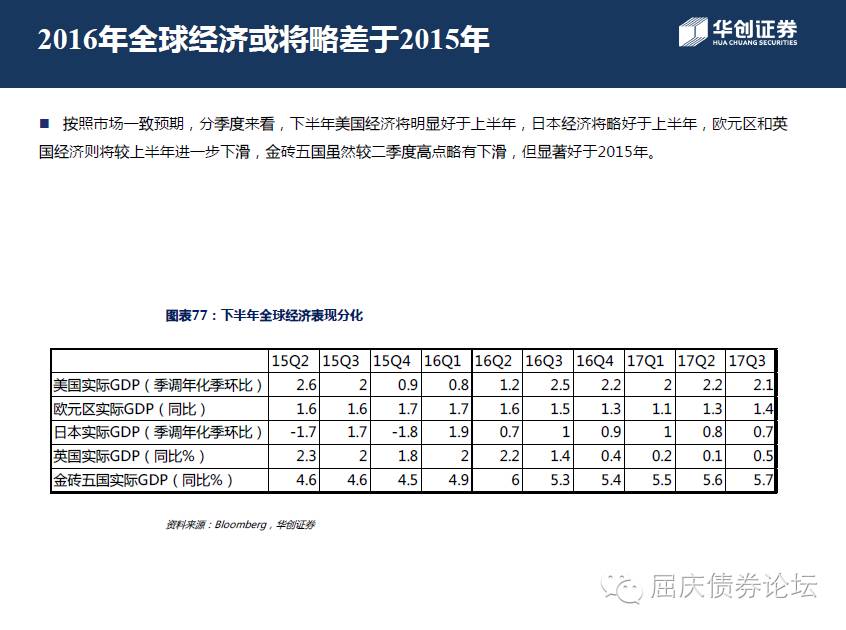 2016年全球经济或将略差于2015年
华创证券
HUA CHUANG SECURITIES
■ 按照市场一致预期，分季度来看，下半年美国经济将明显好于上半年，日本经济将略好于上半年，欧元区和英
国经济则将较上半年进一步下滑，金砖五国虽然较二季度高点略有下滑，但显著好于2015年。
图表77：下半年全球经济表现分化
15Q2 15Q3 15Q4 16Q1 16Q2 16Q3 16Q4 17Q1 17Q2 17Q3
美国实际GDP（季调年化季环比） 2.6 2 0.9 0.8 1.2 2.5 2.2 2 2.2 2.1
欧元区实际GDP（同比） 1.6 1.6 1.7 1.7 1.6 1.5 1.3 1.1 1.3 1.4
日本实际GDP（季调年化季环比） -1.7 1.7 -1.8 1.9 0.7 1 0.9 1 0.8 0.7
英国实际GDP（同比%） 2.3 2 1.8 2 2.2 1.4 0.4 0.2 0.1 0.5
金砖五国实际GDP（同比%） 4.6 4.6 4.5 4.9 6 5.3 5.4 5.5 5.6 5.7
资料来源：Bloomberg，华创证券
屈庆债券论坛